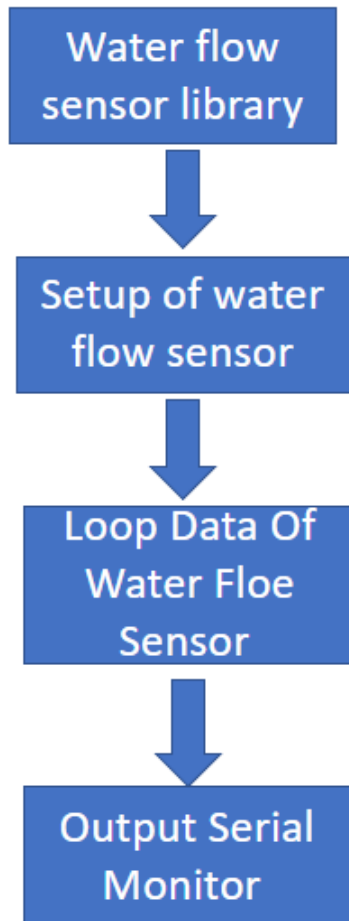 Water flow
sensor library
Setup of water
flow sensor
Loop Data Of
Water Floe
Sensor
Output Serial
Monitor